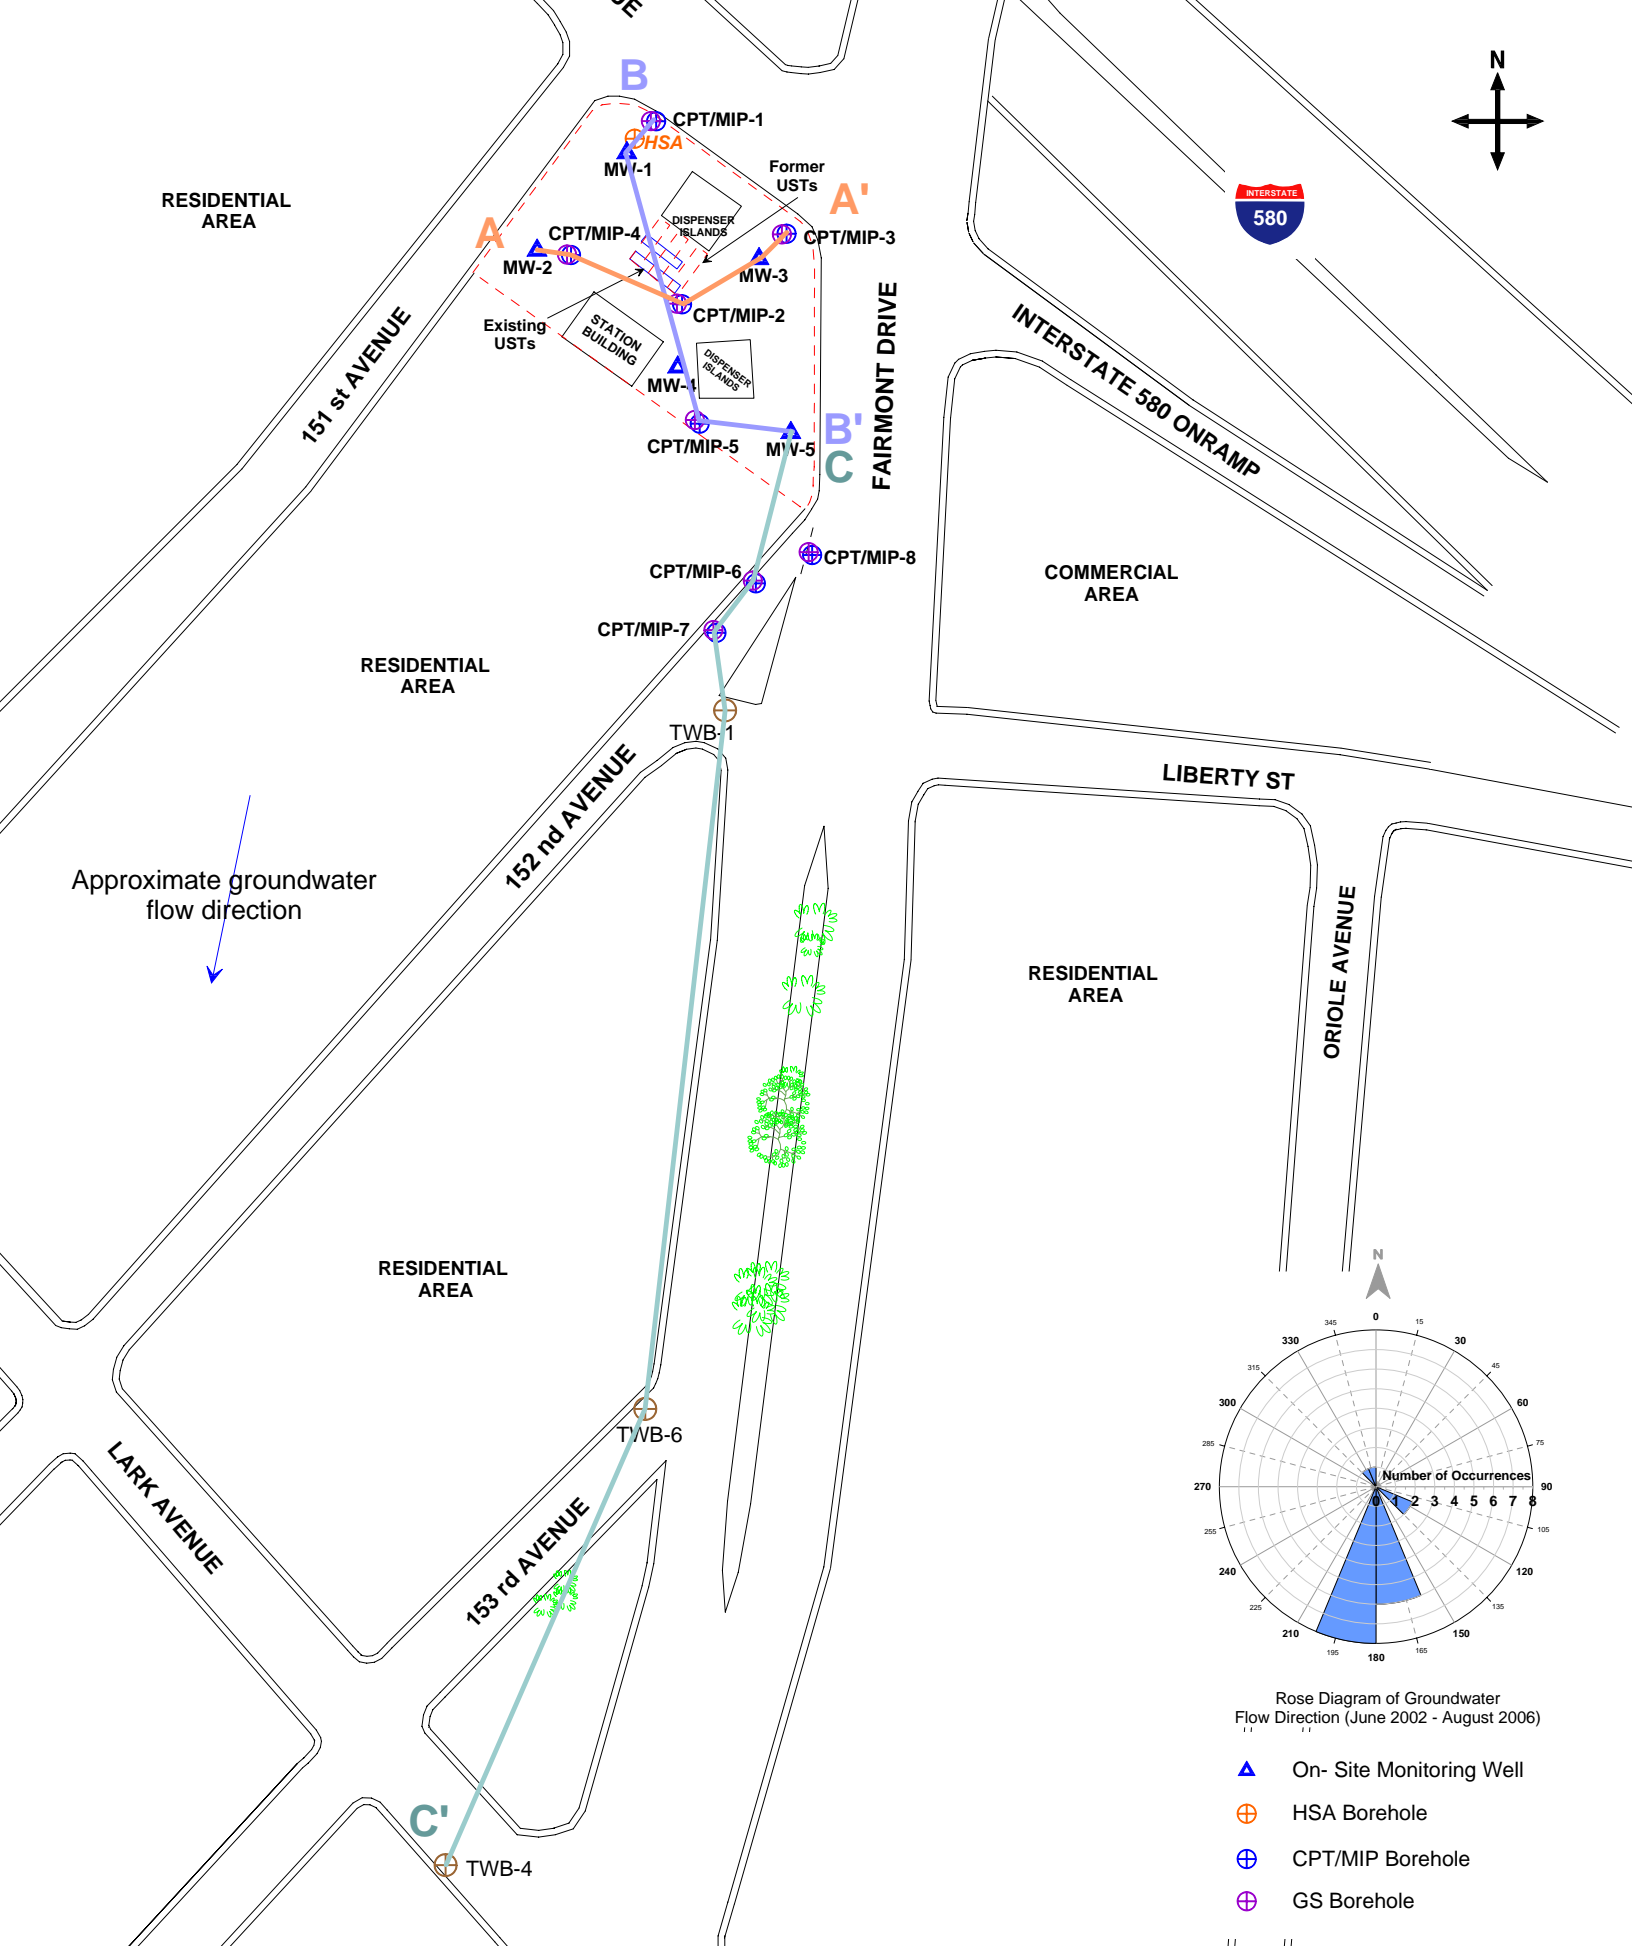 UE
B
CPT/MIP-1
HSA
MW-1
Former
USTs
N
INTERSTATE
580
RESIDENTIAL
AREA
DISPENSER
ISLANDS
A'
A
CPT/MIP-4
CPT/MIP-3
MW-2
MW-3
CPT/MIP-2
Existing
USTs
STATION
BUILDING
DISPENSER
ISLANDS
MW-4
CPT/MIP-5
MW-5
B'
C
151 st AVENUE
FAIRMONT DRIVE
INTERSTATE 580 ONRAMP
CPT/MIP-8
CPT/MIP-6
CPT/MIP-7
COMMERCIAL
AREA
RESIDENTIAL
AREA
TWB-1
152 nd AVENUE
LIBERTY ST
Approximate groundwater
flow direction
ORIOLE AVENUE
RESIDENTIAL
AREA
RESIDENTIAL
AREA
TWB-6
LARK AVENUE
153 rd AVENUE
C'
TWB-4
N
0
15
30
45
60
75
90
105
120
135
150
165
180
195
210
225
240
255
270
285
300
315
330
345
Number of Occurrences
0 1 2 3 4 5 6 7 8
Rose Diagram of Groundwater
Flow Direction (June 2002 - August 2006)
On- Site Monitoring Well
HSA Borehole
CPT/MIP Borehole
GS Borehole